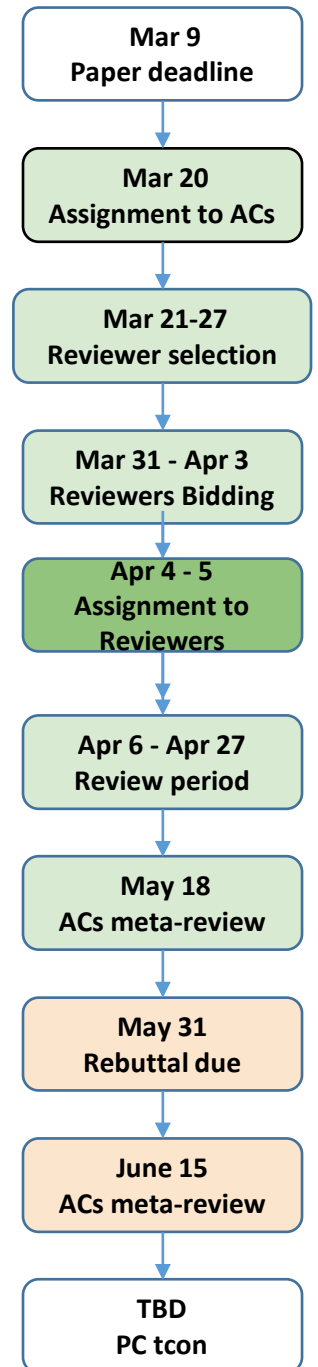 Mar 9
Paper deadline
Mar 20
Assignment to ACs
Mar 21-27
Reviewer selection
Mar 31 - Apr 3
Reviewers Bidding
Apr 4 - 5
Assignment to
Reviewers
Apr 6 - Apr 27
Review period
May 18
ACs meta-review
May 31
Rebuttal due
June 15
ACs meta-review
TBD
PC tcon